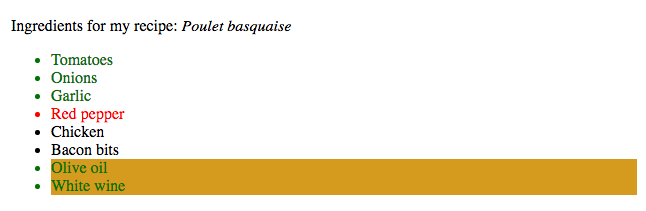 Ingredients for my recipe: Poulet basquaise
• Tomatoes
• Onions
• Garlic
• Red pepper
• Chicken
• Bacon bits
• Olive oil
• White wine